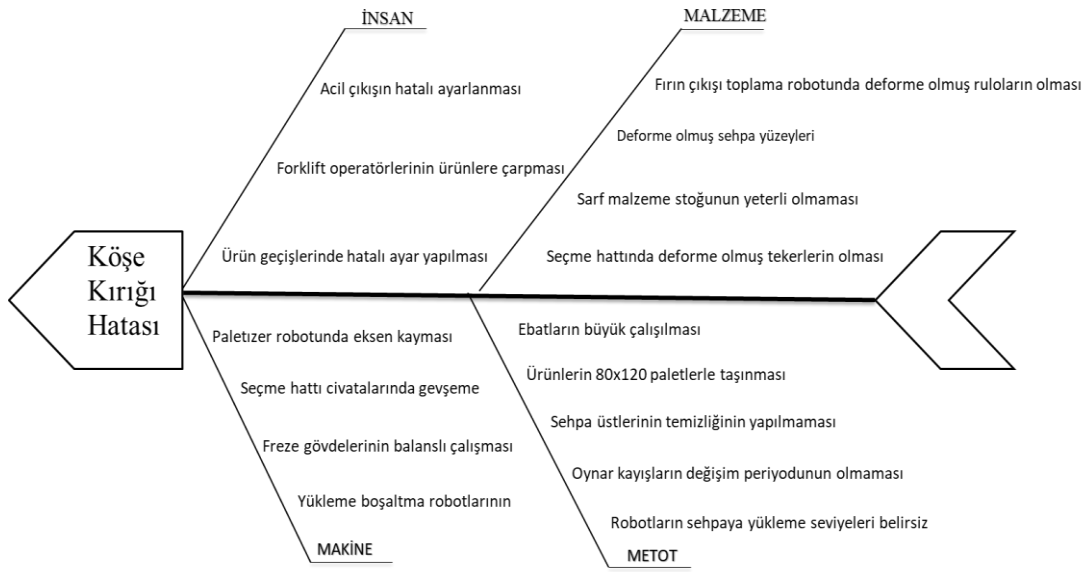 İNSAN
Acil çıkışın hatalı ayarlanması
Forklift operatörlerinin ürünlere çarpması
Ürün geçişlerinde hatalı ayar yapılması
MALZEME
Fırın çıkışı toplama robotunda deforme olmuş ruloların olması
Deforme olmuş sehpa yüzeyleri
Sarf malzeme stoğunun yeterli olmaması
Seçme hattında deforme olmuş tekerlerin olması
Köşe
Kırığı
Hatası
Paletızer robotunda eksen kayması
Seçme hattı civatalarında gevşeme
Freze gövdelerinin balanslı çalışması
Yükleme boşaltma robotlarının
MAKİNE
Ebatların büyük çalışılması
Ürünlerin 80x120 paletlerle taşınması
Sehpa üstlerinin temizliğinin yapılmaması
Oynar kayışların değişim periyodunun olmaması
Robotların sehpaya yükleme seviyeleri belirsiz
METOT